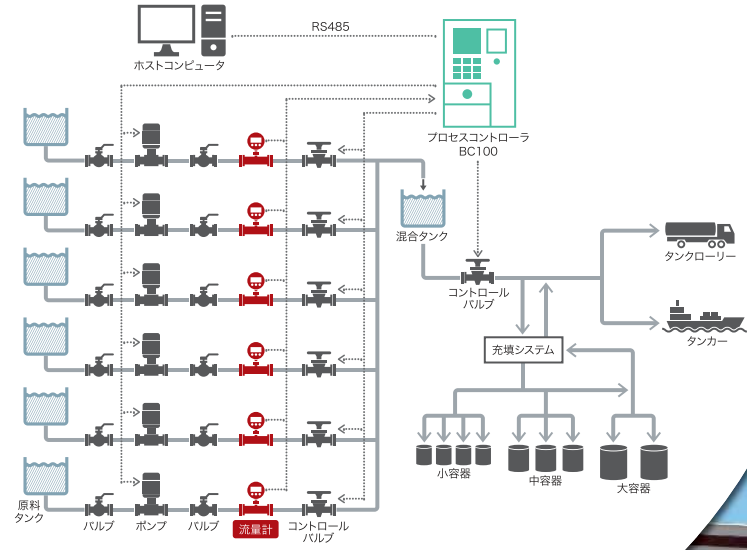 RS485
ホストコンピュータ
プロセスコントローラ
BC100
混合タンク
タンクローリー
コントロール
バルブ
タンカー
充填システム
小容器
中容器
大容器
原料
タンク
バルブ
ポンプ
バルブ
流量計
コントロール
バルブ